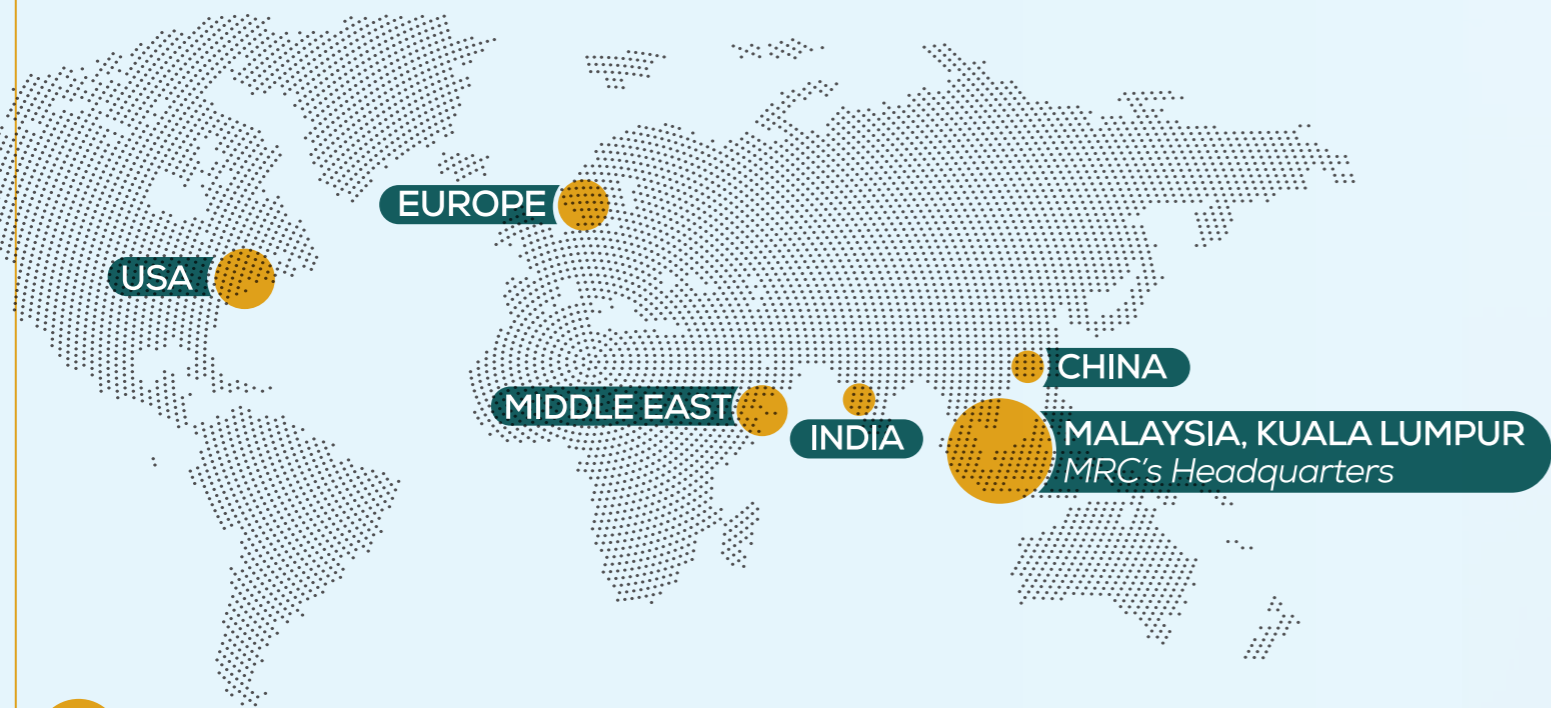 EUROPE
USA
CHINA
MIDDLE EAST
INDIA
MALAYSIA, KUALA LUMPUR
MRC's Headquarters